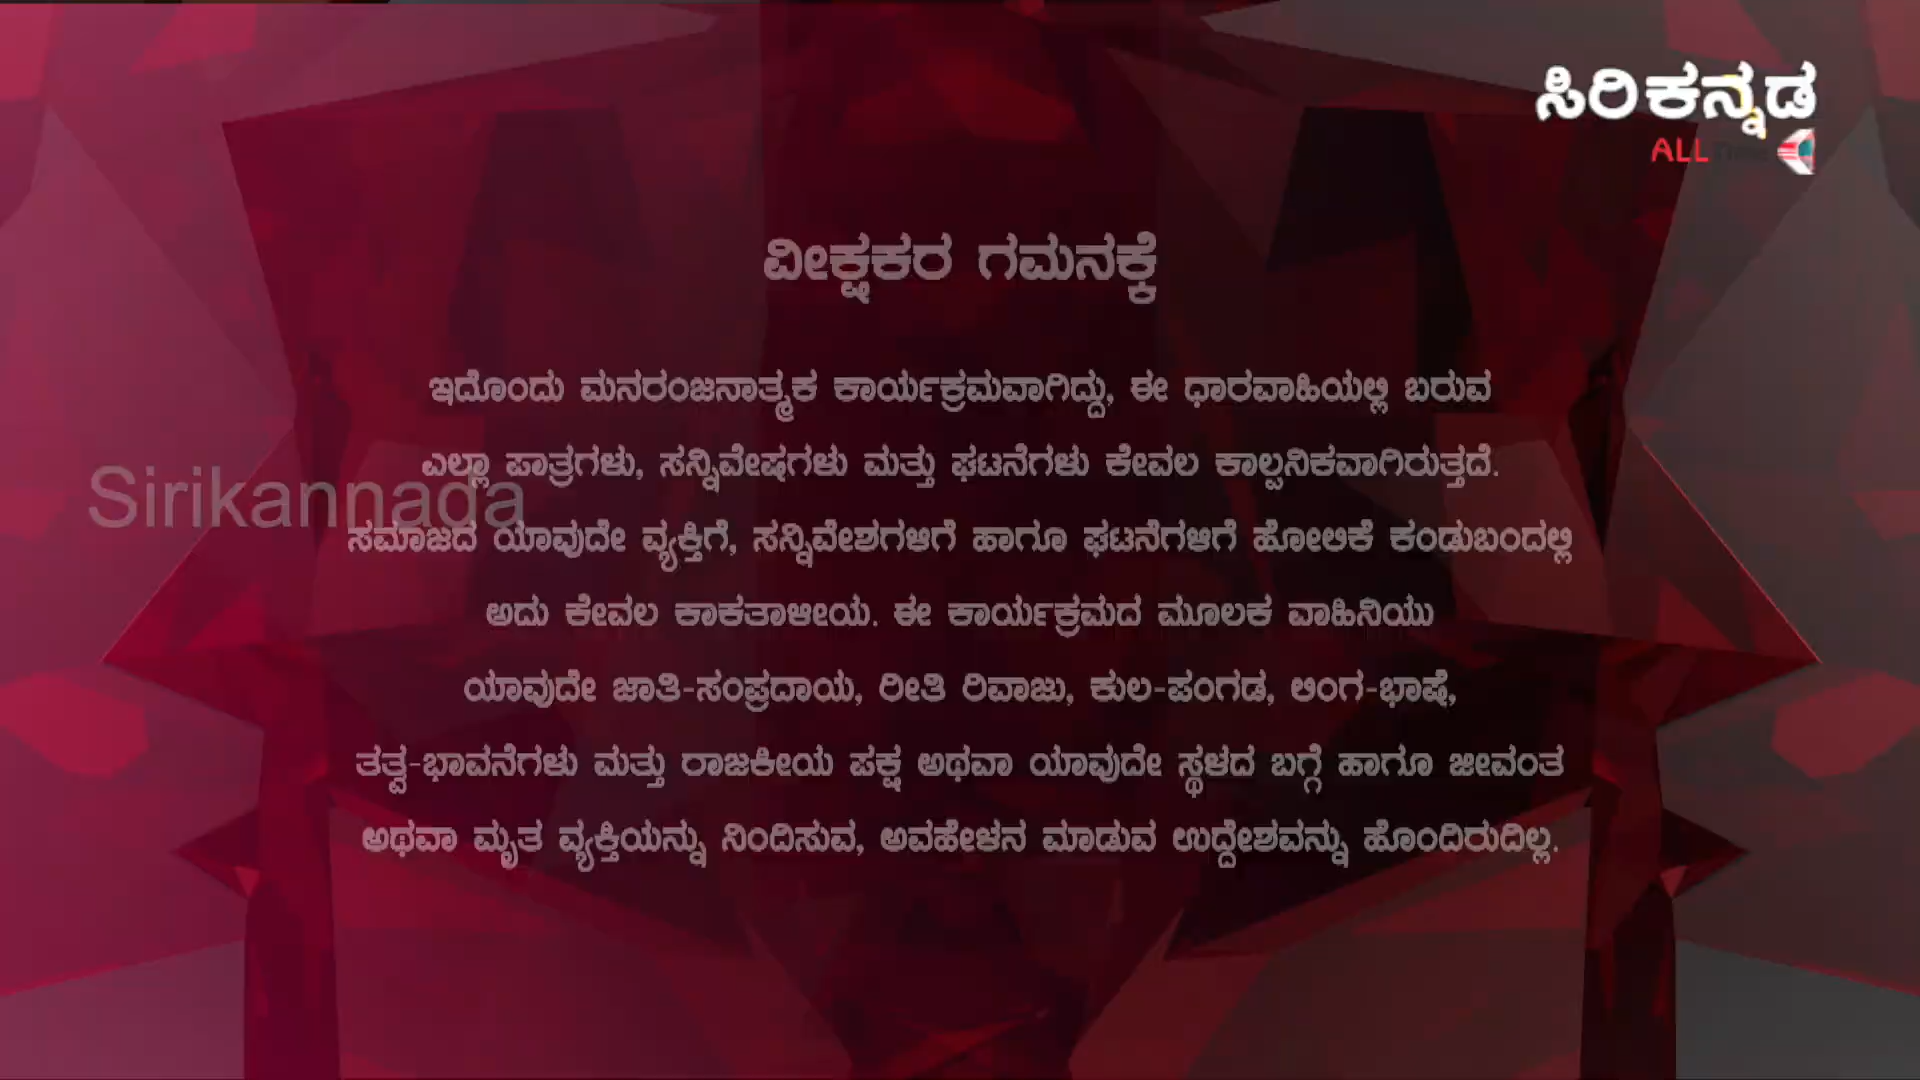 ಸಿರಿಕನ್ನಡ
ALL
ವೀಕ್ಷಕರ ಗಮನಕ್ಕೆ
ಇದೊಂದು ಮನರಂಜನಾತ್ಮಕ ಕಾರ್ಯಕ್ರಮವಾಗಿದ್ದು, ಈ ಧಾರವಾಹಿಯಲ್ಲಿ ಬರುವ
ಎಲ್ಲಾ ಪಾತ್ರಗಳು, ಸನ್ನಿವೇಷಗಳು ಮತ್ತು ಘಟನೆಗಳು ಕೇವಲ ಕಾಲ್ಪನಿಕವಾಗಿರುತ್ತದೆ.
Sirikannada
ಸಮಾಜದ ಯಾವುದೇ ವ್ಯಕ್ತಿಗೆ, ಸನ್ನಿವೇಶಗಳಿಗೆ ಹಾಗೂ ಘಟನೆಗಳಿಗೆ ಹೋಲಿಕೆ ಕಂಡುಬಂದಲ್ಲಿ
ಅದು ಕೇವಲ ಕಾಕತಾಳೀಯ. ಈ ಕಾರ್ಯಕ್ರಮದ ಮೂಲಕ ವಾಹಿನಿಯು
ಯಾವುದೇ ಜಾತಿ-ಸಂಪ್ರದಾಯ, ರೀತಿ ರಿವಾಜು, ಕುಲ-ಪಂಗಡ, ಲಿಂಗ-ಭಾಷೆ,
ತತ್ವ-ಭಾವನೆಗಳು ಮತ್ತು ರಾಜಕೀಯ ಪಕ್ಷ ಅಥವಾ ಯಾವುದೇ ಸ್ಥಳದ ಬಗ್ಗೆ ಹಾಗೂ ಜೀವಂತ
ಅಥವಾ ಮೃತ ವ್ಯಕ್ತಿಯನ್ನು ನಿಂದಿಸುವ, ಅವಹೇಳನ ಮಾಡುವ ಉದ್ದೇಶವನ್ನು ಹೊಂದಿರುದಿಲ್ಲ.